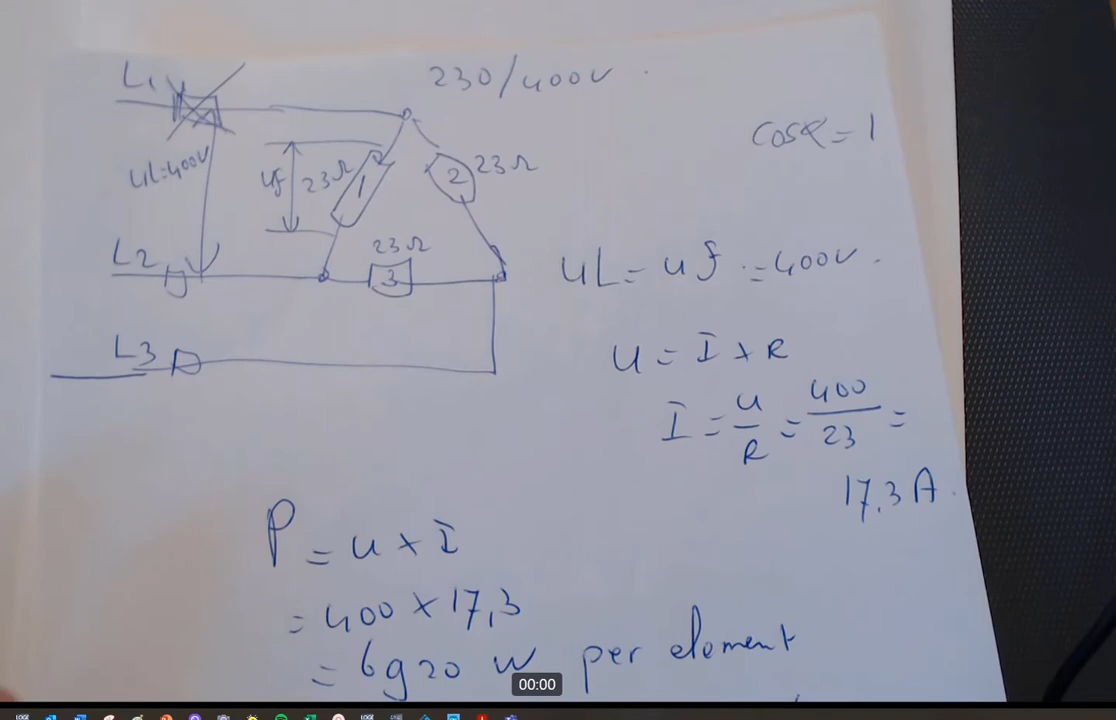 230/400V
L1
cosφ = 1
UL=400V
Uf
23Ω
1
2
23Ω
23Ω
L2
3
UL = Uf = 400V.
L3
U = I x R
I = U/R = 400/23 =
17,3 A.
P = U x I
= 400 x 17,3
= 6920 W per element
00:00